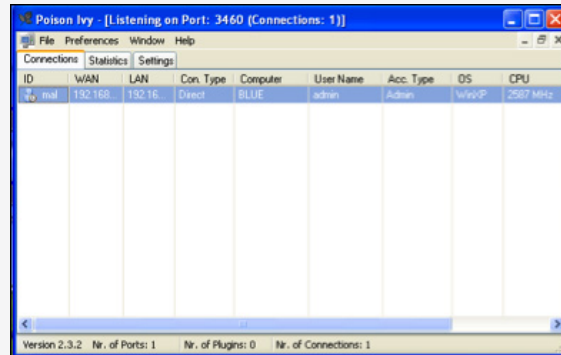 Poison Ivy - [Listening on Port: 3460 (Connections: 1)]
File Preferences Window Help
Connections Statistics Settings
ID WAN LAN Con. Type Computer User Name Acc. Type OS CPU
mal 192.168... 192.16... Direct BLUE admin Admin WinXP 2587 MHz
Version 2.3.2 Nr. of Ports: 1 Nr. of Plugins: 0 Nr. of Connections: 1